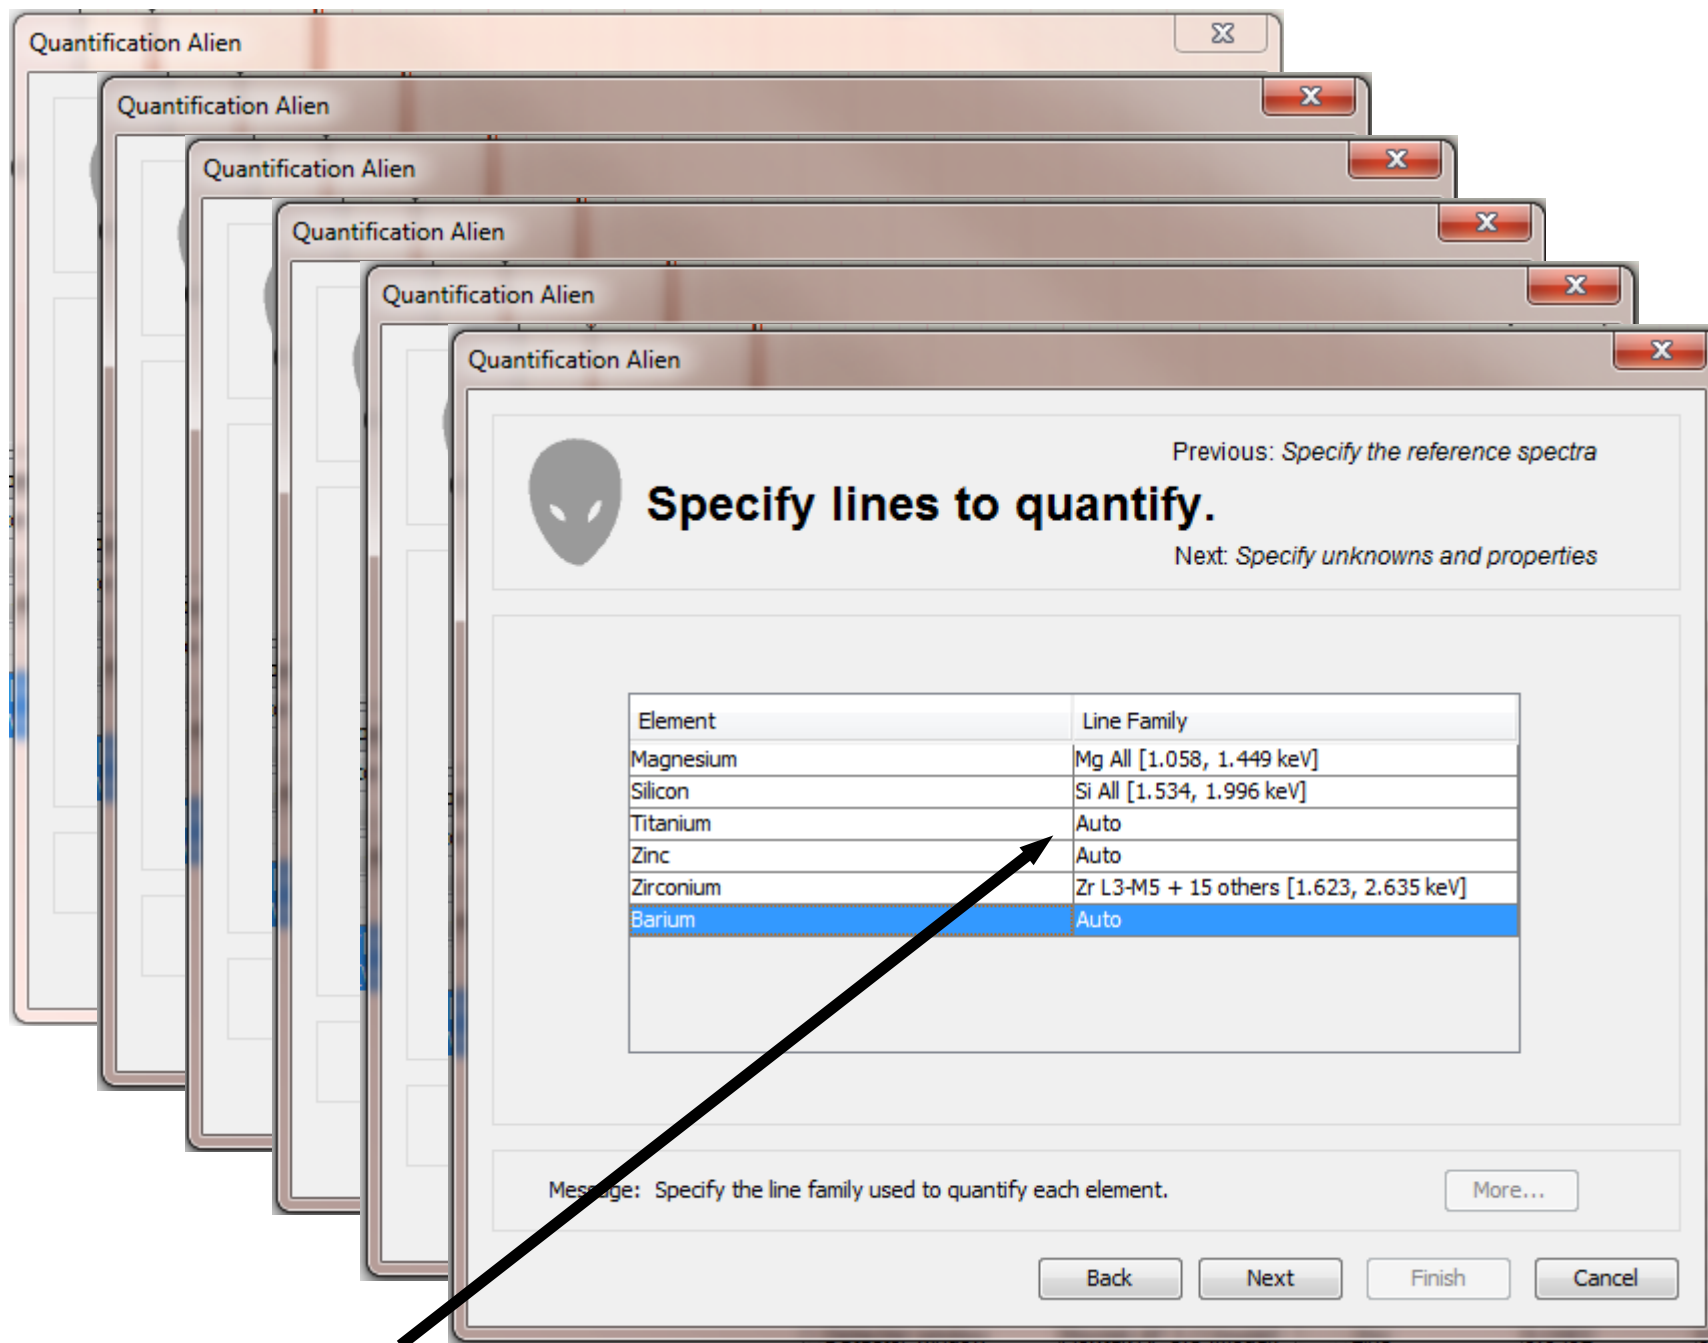 Quantification Alien
Quantification Alien
Quantification Alien
Quantification Alien
Quantification Alien
Quantification Alien
Previous: Specify the reference spectra
Specify lines to quantify.
Next: Specify unknowns and properties
Element Line Family
Magnesium Mg All [1.058, 1.449 keV]
Silicon Si All [1.534, 1.996 keV]
Titanium Auto
Zinc Auto
Zirconium Zr L3-M5 + 15 others [1.623, 2.635 keV]
Barium Auto
Message: Specify the line family used to quantify each element. More...
Back Next Finish Cancel